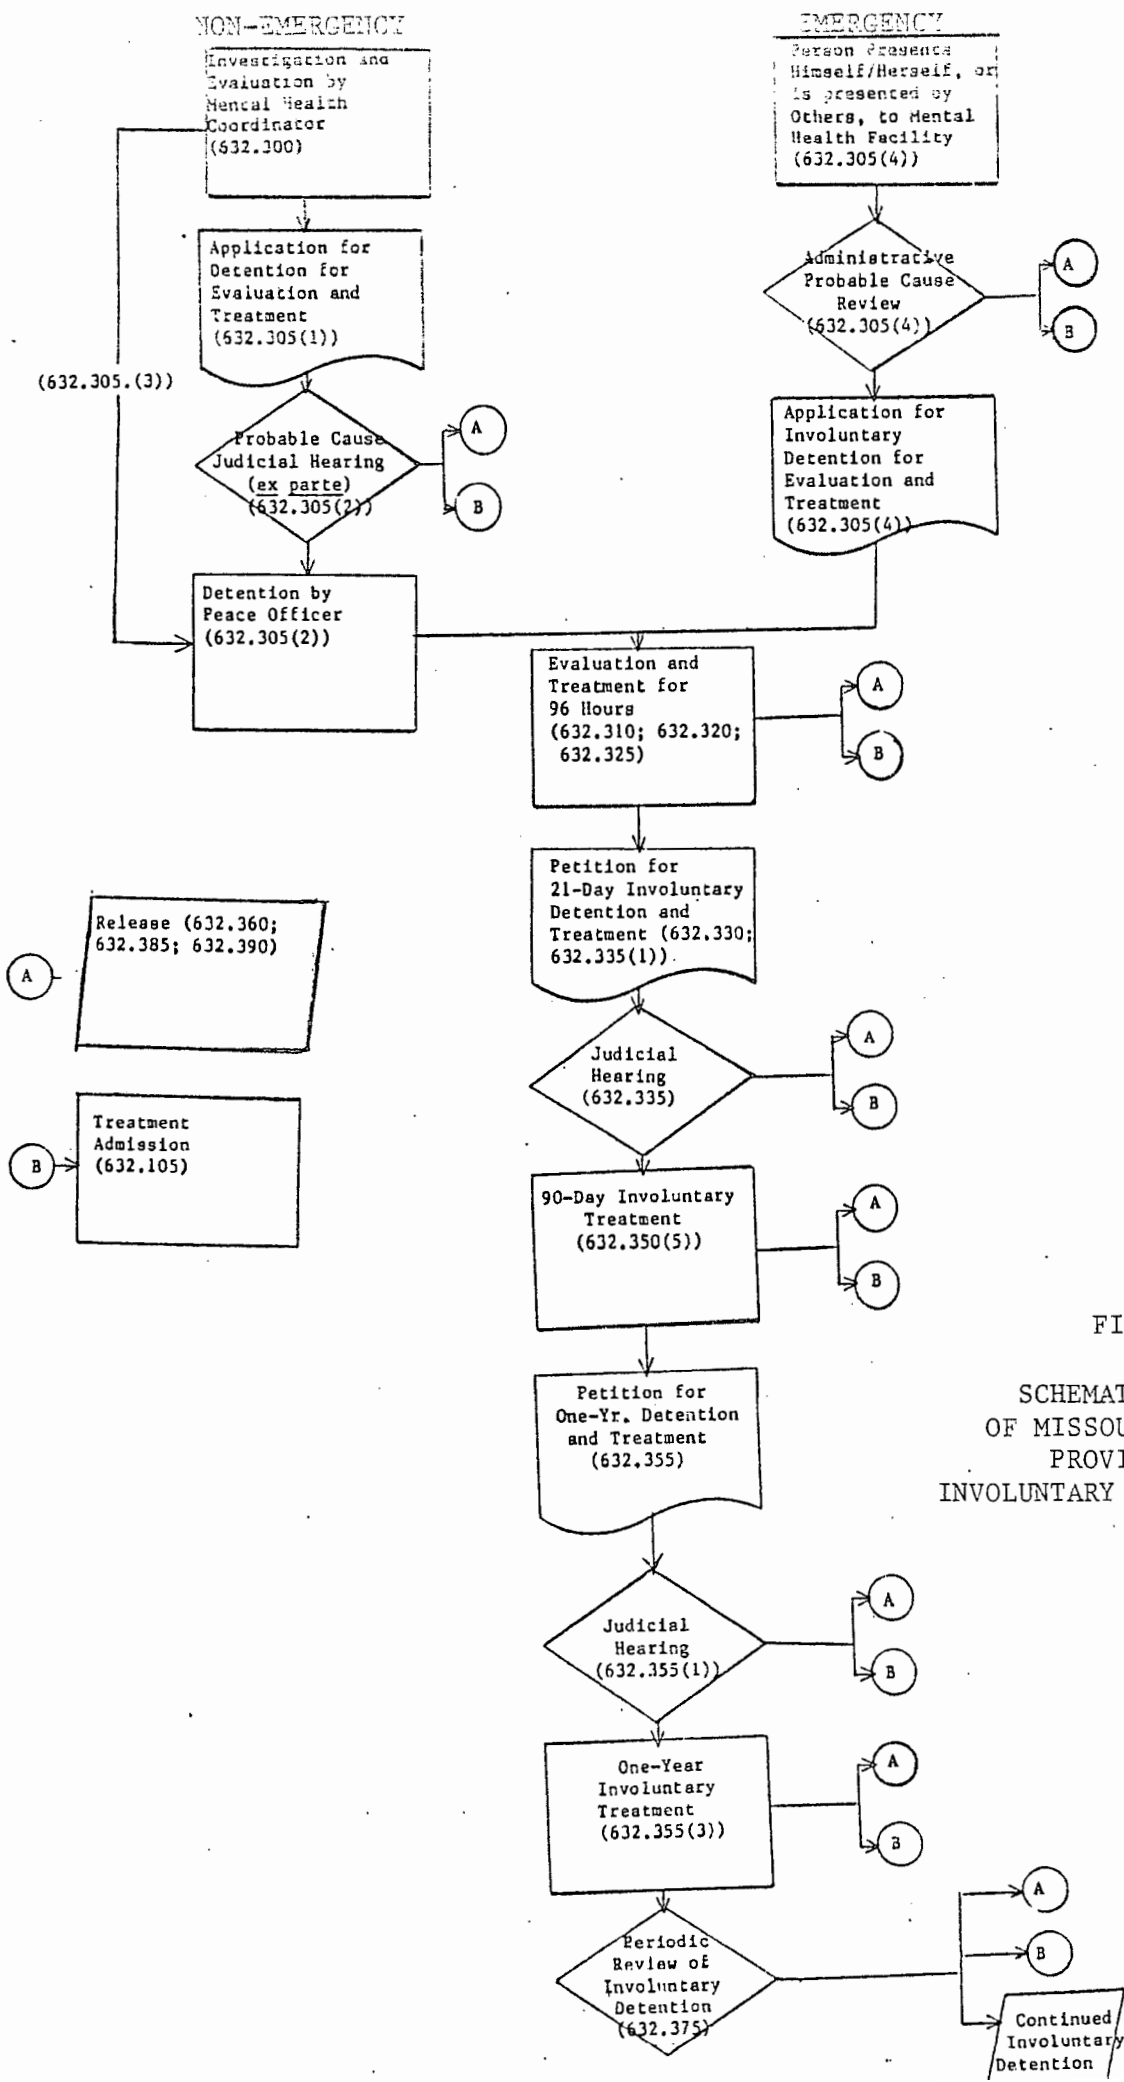 NON-EMERGENCY
Investigation and
Evaluation by
Mental Health
Coordinator
(632.300)
Application for
Detention for
Evaluation and
Treatment
(632.305(1))
(632.305.(3))
Probable Cause
Judicial Hearing
(ex parte)
(632.305(2))
A
B
Detention by
Peace Officer
(632.305(2))
EMERGENCY
Person Presents
Himself/Herself, or
is presented by
Others, to Mental
Health Facility
(632.305(4))
Administrative
Probable Cause
Review
(632.305(4))
A
B
Application for
Involuntary
Detention for
Evaluation and
Treatment
(632.305(4))
Evaluation and
Treatment for
96 Hours
(632.310; 632.320;
632.325)
A
B
Petition for
21-Day Involuntary
Detention and
Treatment (632.330;
632.335(1))
A
Release (632.360;
632.385; 632.390)
B
Treatment
Admission
(632.105)
Judicial
Hearing
(632.335)
A
B
90-Day Involuntary
Treatment
(632.350(5))
A
B
FI
SCHEMAT
OF MISSOU
PROVI
INVOLUNTARY
Petition for
One-Yr. Detention
and Treatment
(632.355)
Judicial
Hearing
(632.355(1))
A
B
One-Year
Involuntary
Treatment
(632.355(3))
A
B
Periodic
Review of
Involuntary
Detention
(632.375)
A
B
Continued
Involuntary
Detention